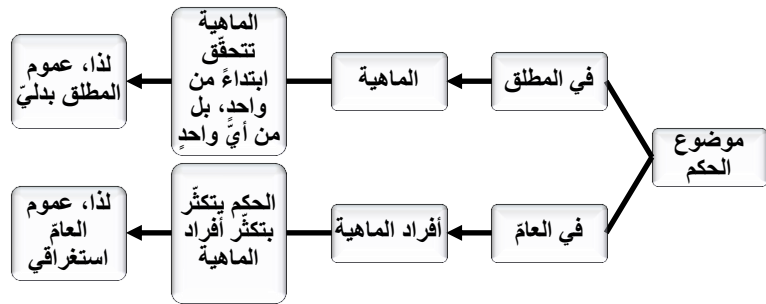 موضوع
الحكم
في المطلق
الماهية
الماهية
تتحقّق
ابتداءً من
واحدٍ، بل
من أيّ واحدٍ
لذا، عموم
المطلق بدليّ
في العامّ
أفراد الماهية
الحكم يتكثّر
بتكثّر أفراد
الماهية
لذا، عموم
العامّ
استغراقي